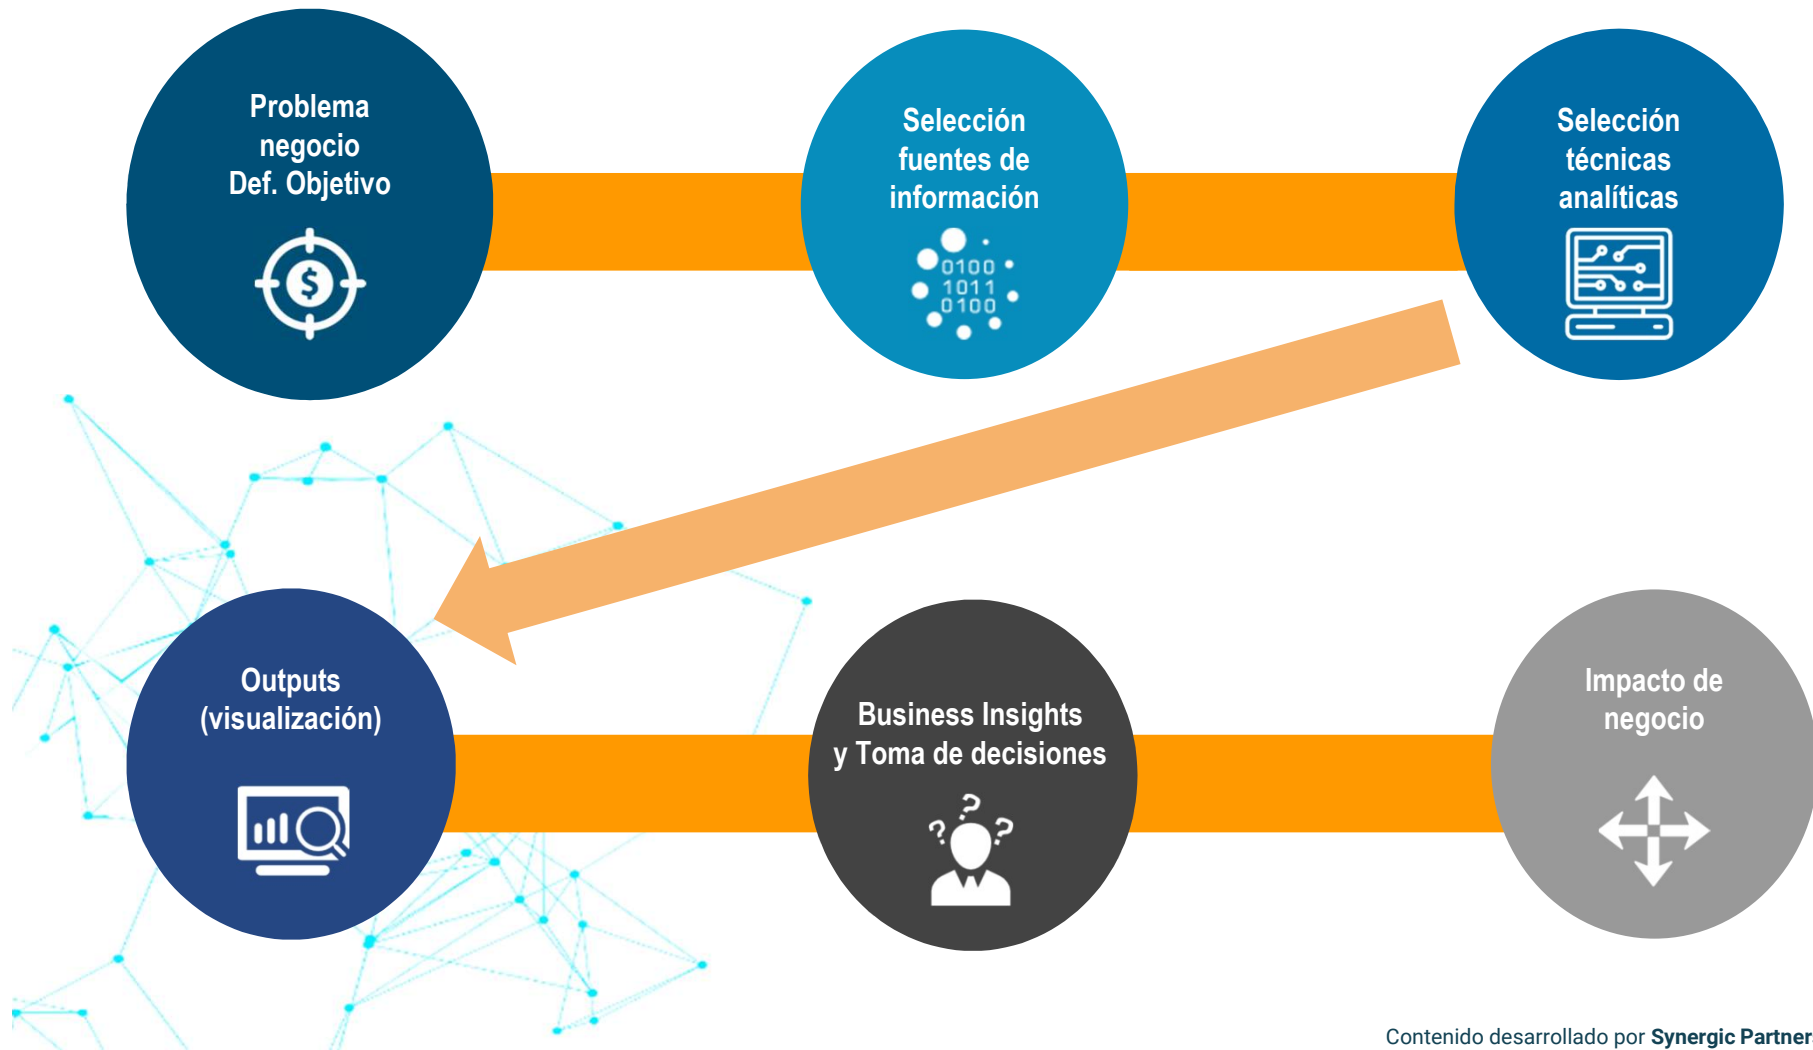 Problema
negocio
Def. Objetivo
Selección
fuentes de
información
0100
1011
0100
Selección
técnicas
analíticas
Outputs
(visualización)
Business Insights
y Toma de decisiones
Impacto de
negocio
Contenido desarrollado por Synergic Partner